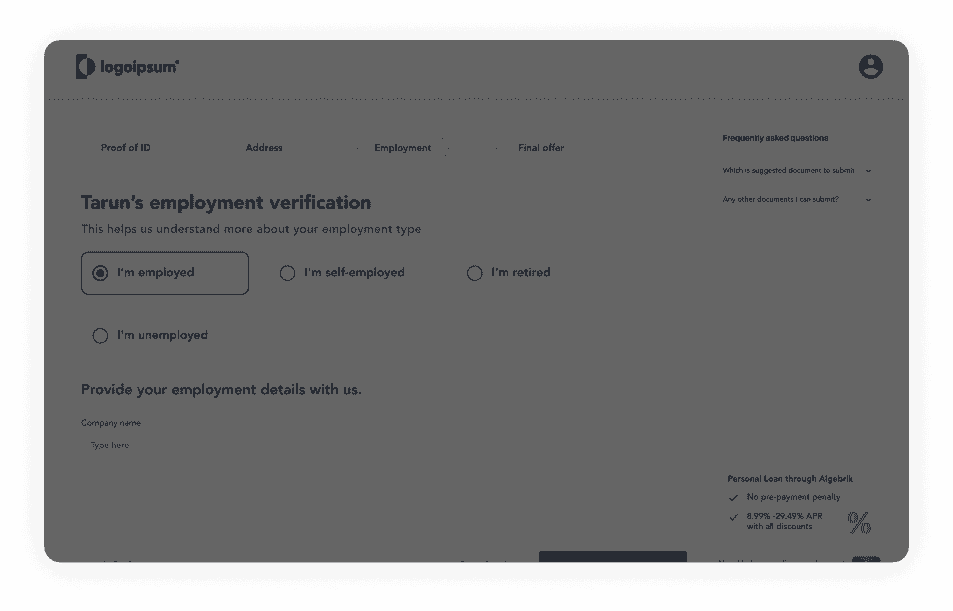 logoipsum
Proof of ID
Address
Employment
Final offer
Tarun's employment verification
This helps us understand more about your employment type
I'm employed
I'm self-employed
I'm retired
I'm unemployed
Provide your employment details with us.
Company name
Type here
Frequently asked questions
Which is suggested document to submit
Any other documents I can submit?
Personal Loan through Algebrik
No pre-payment penalty
8.99% -29.49% APR
with all discounts
%